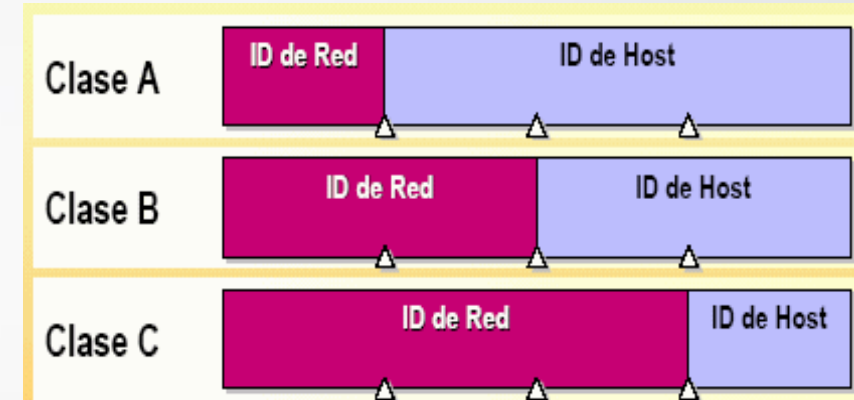 Clase A
ID de Red
ID de Host
Clase B
ID de Red
ID de Host
Clase C
ID de Red
ID de Host